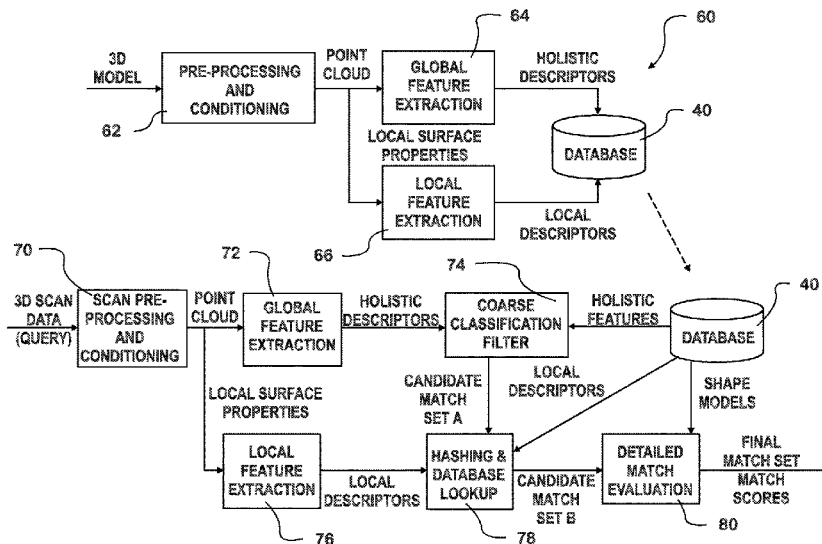 64
60
3D
MODEL
PRE-PROCESSING
AND
CONDITIONING
62
POINT
CLOUD
GLOBAL
FEATURE
EXTRACTION
HOLISTIC
DESCRIPTORS
40
DATABASE
LOCAL SURFACE
PROPERTIES
LOCAL
FEATURE
EXTRACTION
66
LOCAL
DESCRIPTORS
70
3D SCAN
DATA
(QUERY)
SCAN PRE-
PROCESSING
AND
CONDITIONING
POINT
CLOUD
72
GLOBAL
FEATURE
EXTRACTION
HOLISTIC
DESCRIPTORS
74
COARSE
CLASSIFICATION
FILTER
HOLISTIC
FEATURES
40
DATABASE
LOCAL SURFACE
PROPERTIES
CANDIDATE
MATCH
SET A
LOCAL
DESCRIPTORS
SHAPE
MODELS
LOCAL
FEATURE
EXTRACTION
76
LOCAL
DESCRIPTORS
HASHING &
DATABASE
LOOKUP
78
CANDIDATE
MATCH
SET B
DETAILED
MATCH
EVALUATION
80
FINAL
MATCH SET
MATCH
SCORES